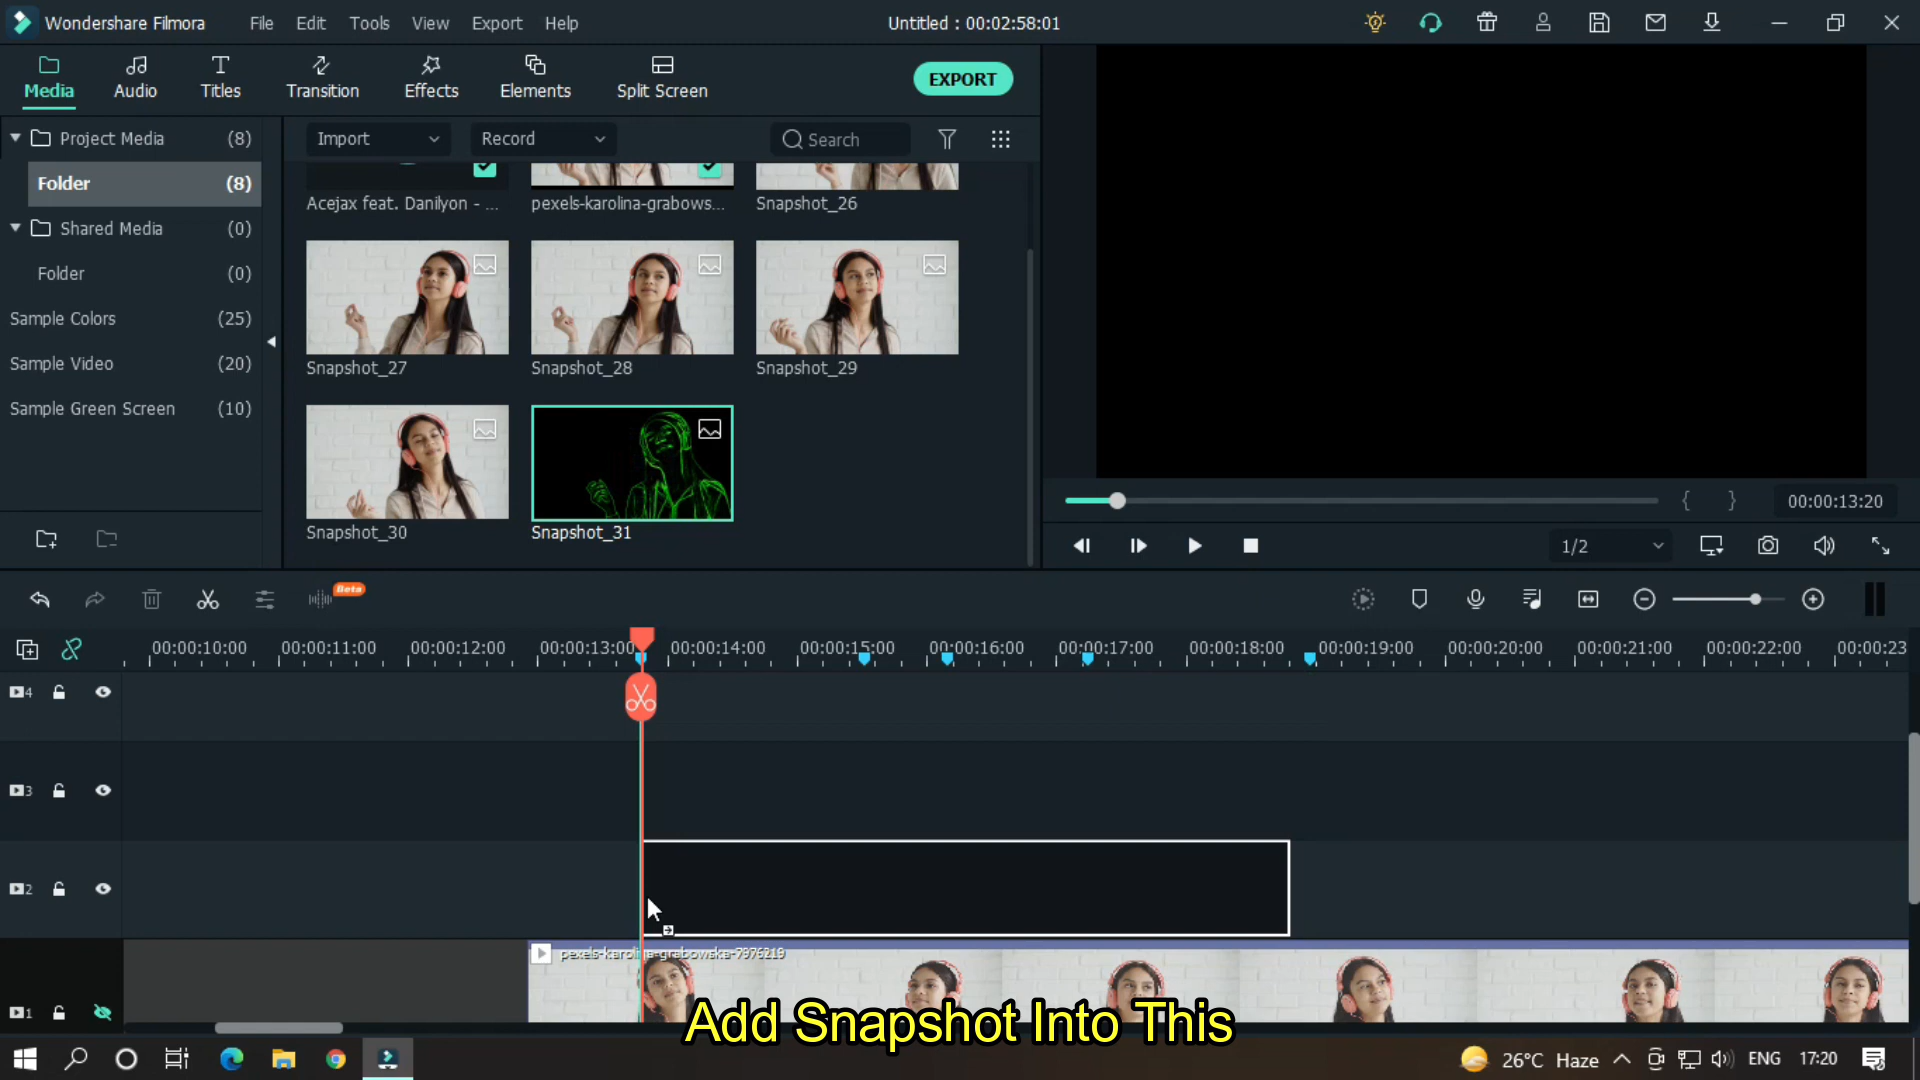 Wondershare Filmora File Edit Tools View Export Help Untitled : 00:02:58:01
Media Audio Titles Transition Effects Elements Split Screen EXPORT
Project Media (8) Import Record Search
Folder (8)
Acejax feat. Danilyon - ... pexels-karolina-grabows... Snapshot_26
Shared Media (0)
Folder (0)
Sample Colors (25)
Sample Video (20)
Snapshot_27 Snapshot_28 Snapshot_29
Sample Green Screen (10)
{ } 00:00:13:20
Snapshot_30 Snapshot_31
1/2
Beta
00:00:10:00 00:00:11:00 00:00:12:00 00:00:13:00 00:00:14:00 00:00:15:00 00:00:16:00 00:00:17:00 00:00:18:00 00:00:19:00 00:00:20:00 00:00:21:00 00:00:22:00 00:00:23
4
3
2
pexels-karolina-grabowska-7976219
1
Add Snapshot Into This
26°C Haze ENG 17:20